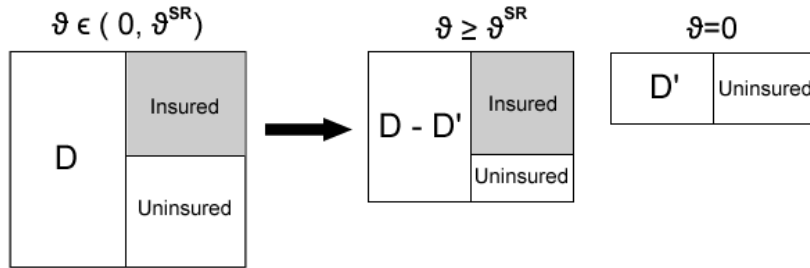 ϑ ϵ ( 0, ϑ^SR)
ϑ ≥ ϑ^SR
ϑ=0
D
Insured
Uninsured
D - D'
Insured
Uninsured
D'
Uninsured